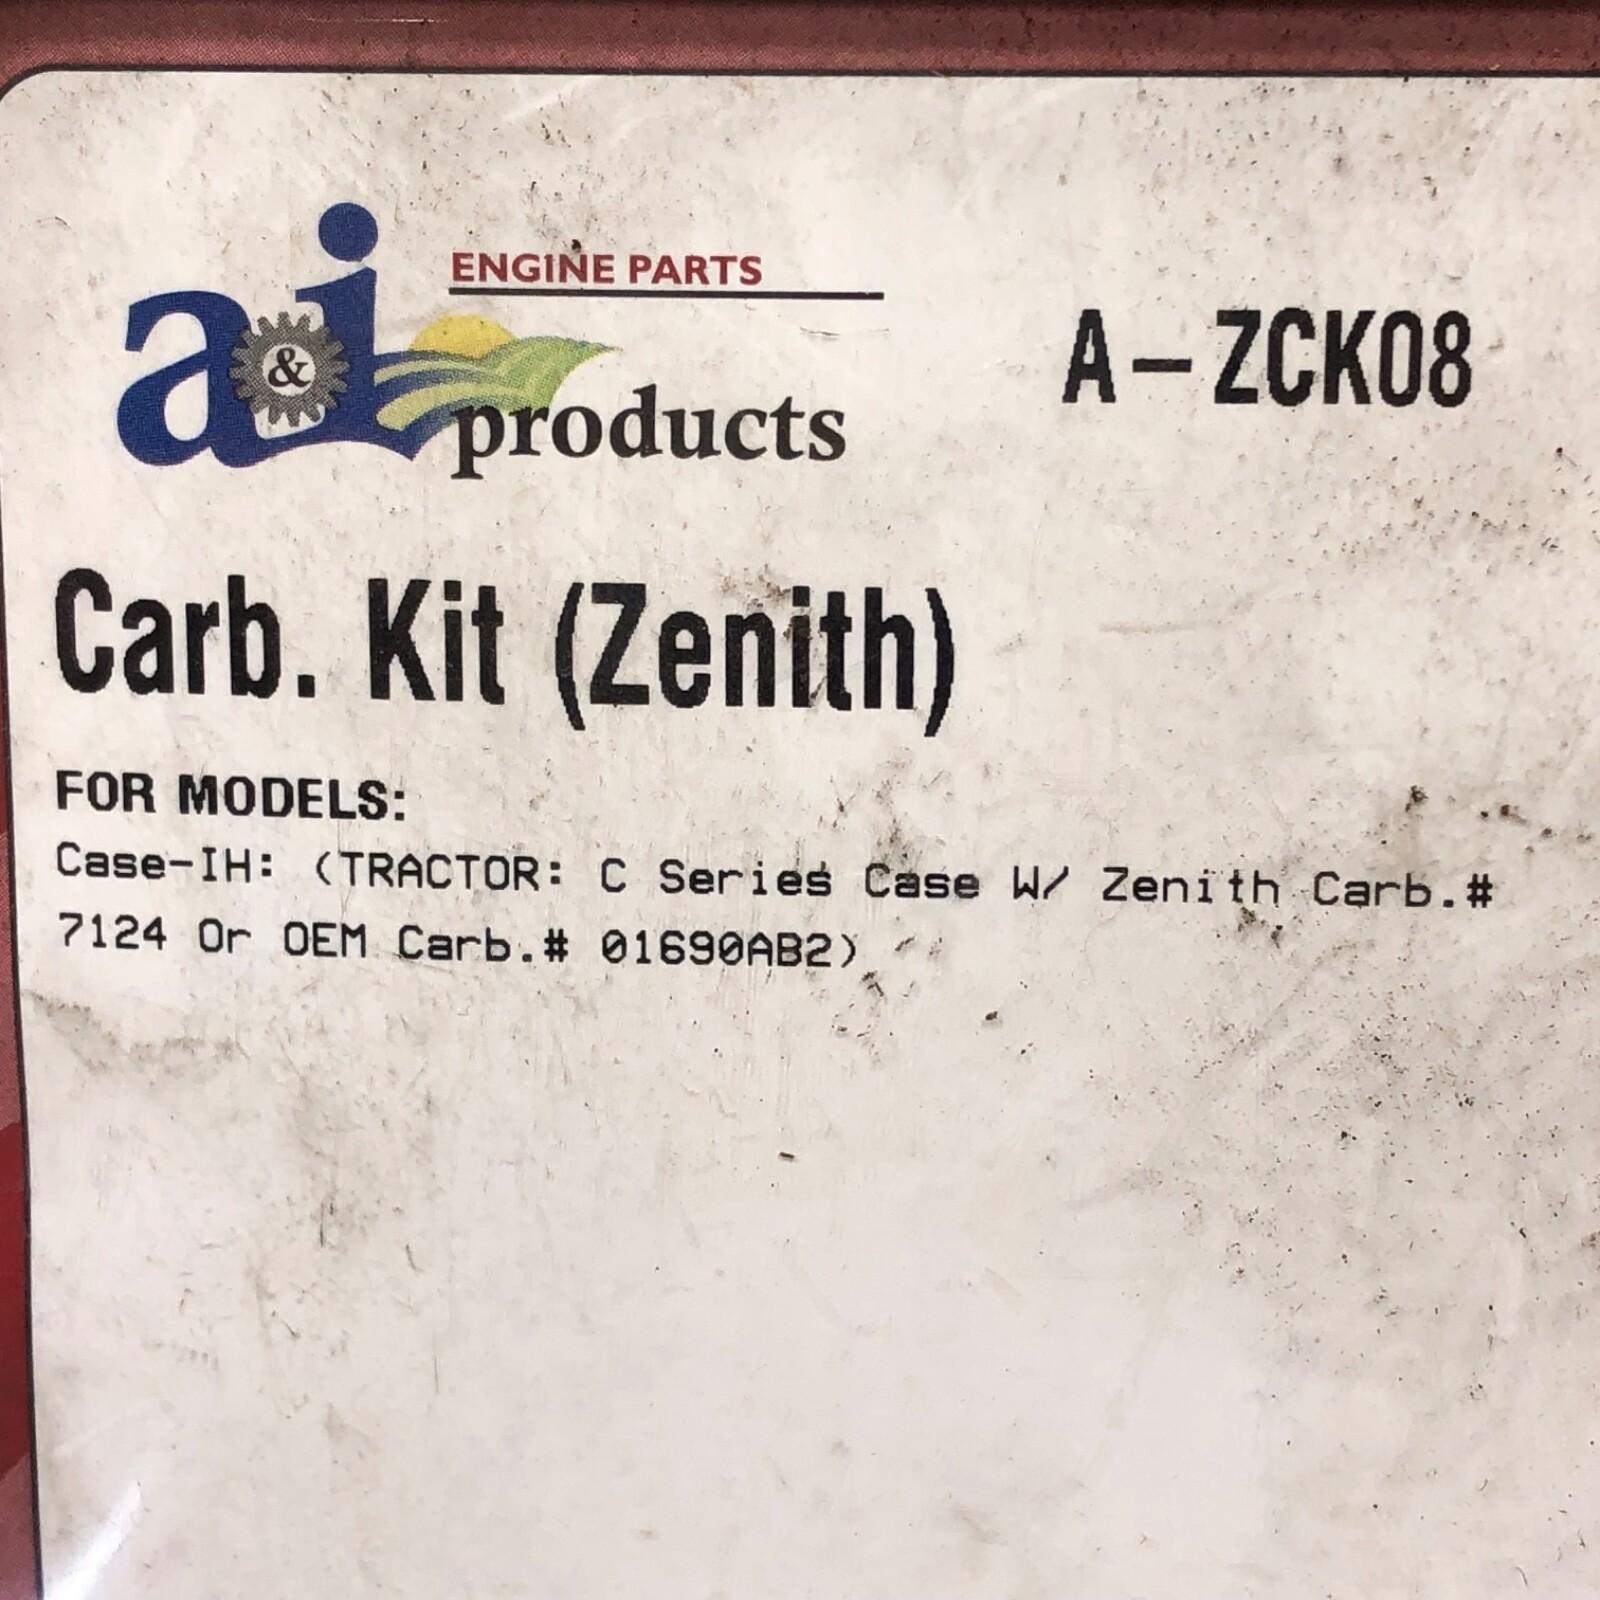 ENGINE PARTS
a&i products
A-ZCK08
Carb. Kit (Zenith)
FOR MODELS:
Case-IH: (TRACTOR: C Series Case W/ Zenith Carb.#
7124 Or OEM Carb.# 01690AB2)